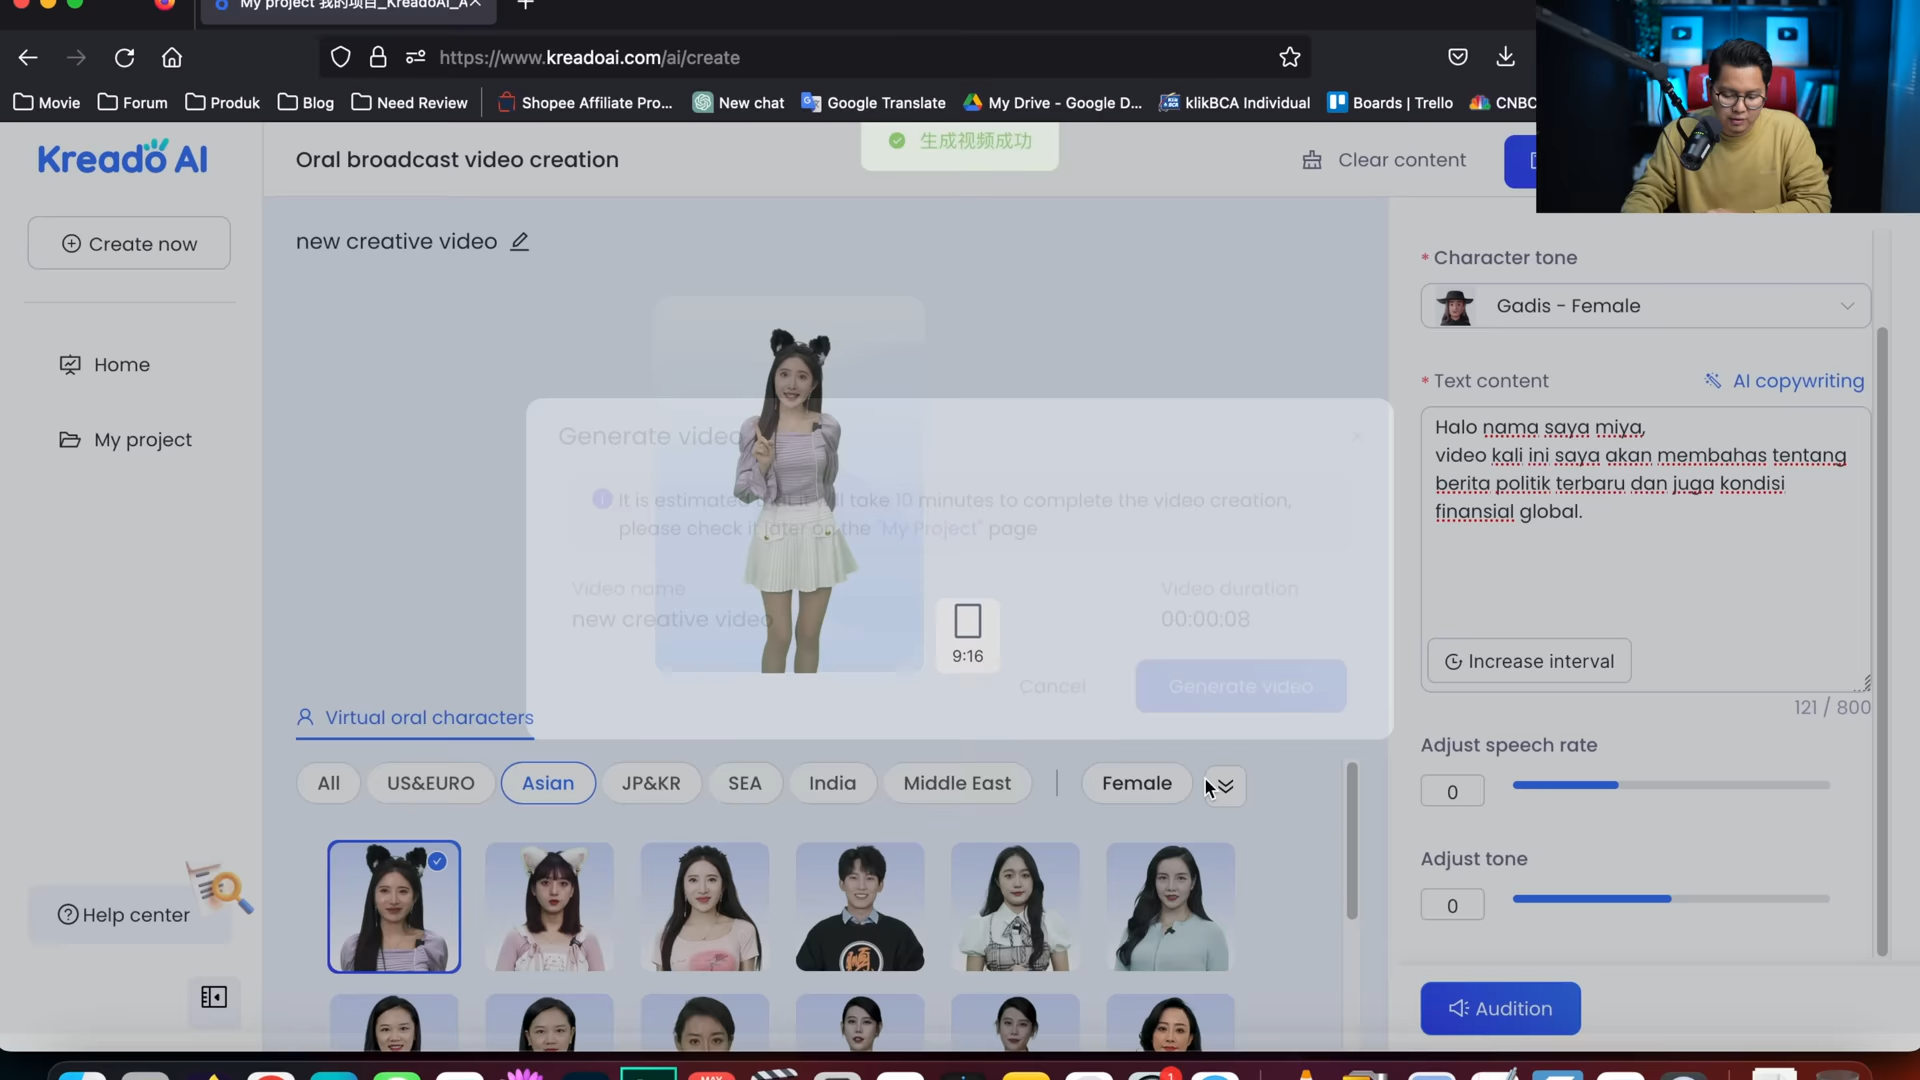 My project 我的项目_KreadoAI_A
https://www.kreadoai.com/ai/create
Movie
Forum
Produk
Blog
Need Review
Shopee Affiliate Pro...
New chat
Google Translate
My Drive - Google D...
klikBCA Individual
Boards | Trello
CNBC
Kreado AI
Oral broadcast video creation
生成视频成功
Clear content
Create now
new creative video
Character tone
Gadis - Female
Home
My project
Text content
AI copywriting
Generate video
Halo nama saya miya,
video kali ini saya akan membahas tentang
berita politik terbaru dan juga kondisi
finansial global.
It is estimated that it will take 10 minutes to complete the video creation,
please check it later on the "My Project" page
Video name
Video duration
new creative video
00:00:08
9:16
Cancel
Generate video
Increase interval
121 / 800
Virtual oral characters
Adjust speech rate
All
US&EURO
Asian
JP&KR
SEA
India
Middle East
Female
0
Adjust tone
0
Help center
Audition